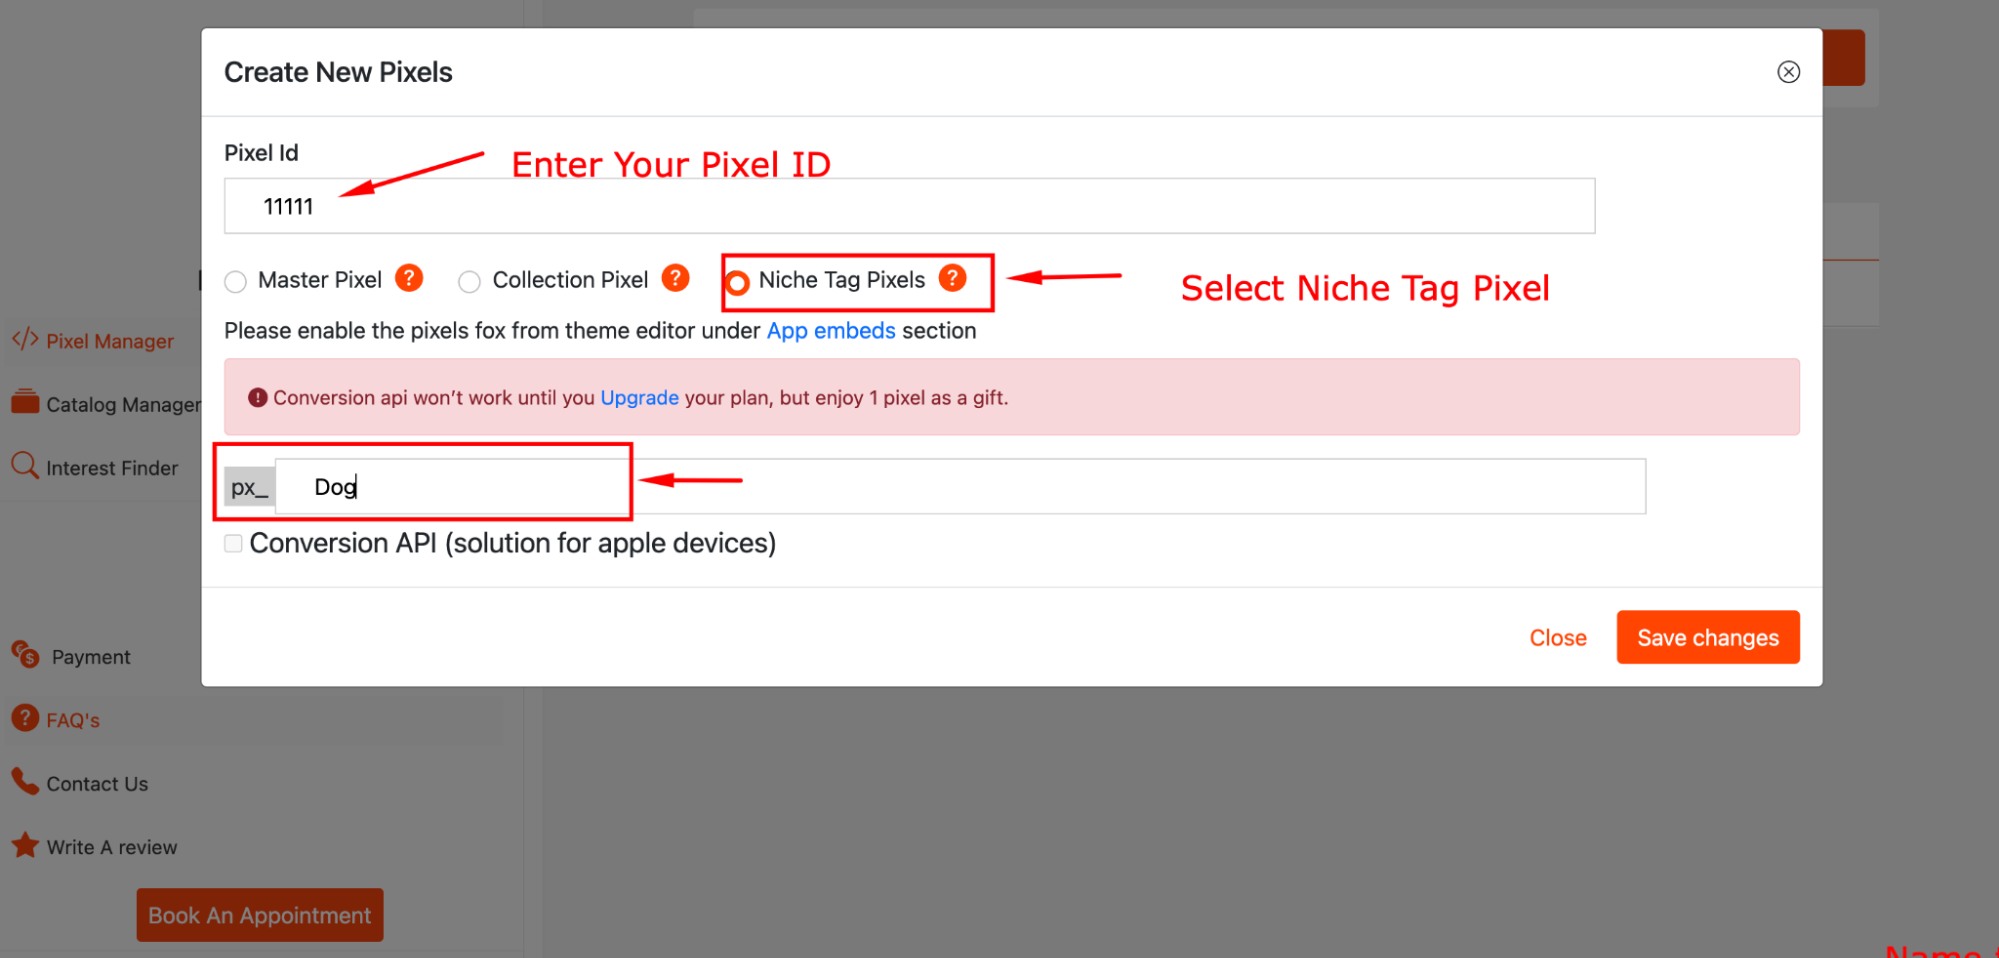 Create New Pixels
Pixel Id
Enter Your Pixel ID
11111
Master Pixel ? Collection Pixel ? Niche Tag Pixels ?
Select Niche Tag Pixel
Please enable the pixels fox from theme editor under App embeds section
Conversion api won't work until you Upgrade your plan, but enjoy 1 pixel as a gift.
px_ Dog
Conversion API (solution for apple devices)
Close Save changes
</> Pixel Manager
Catalog Manager
Interest Finder
Payment
FAQ's
Contact Us
Write A review
Book An Appointment